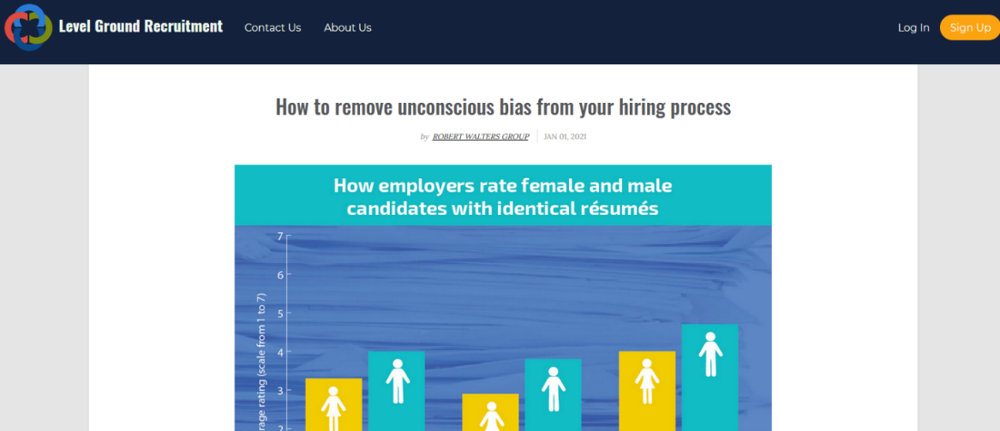 Level Ground Recruitment
Contact Us
About Us
Log In
Sign Up
How to remove unconscious bias from your hiring process
by ROBERT WALTERS GROUP JAN 01, 2021
How employers rate female and male
candidates with identical résumés
7
6
5
4
3
2
rage rating (scale from 1 to 7)